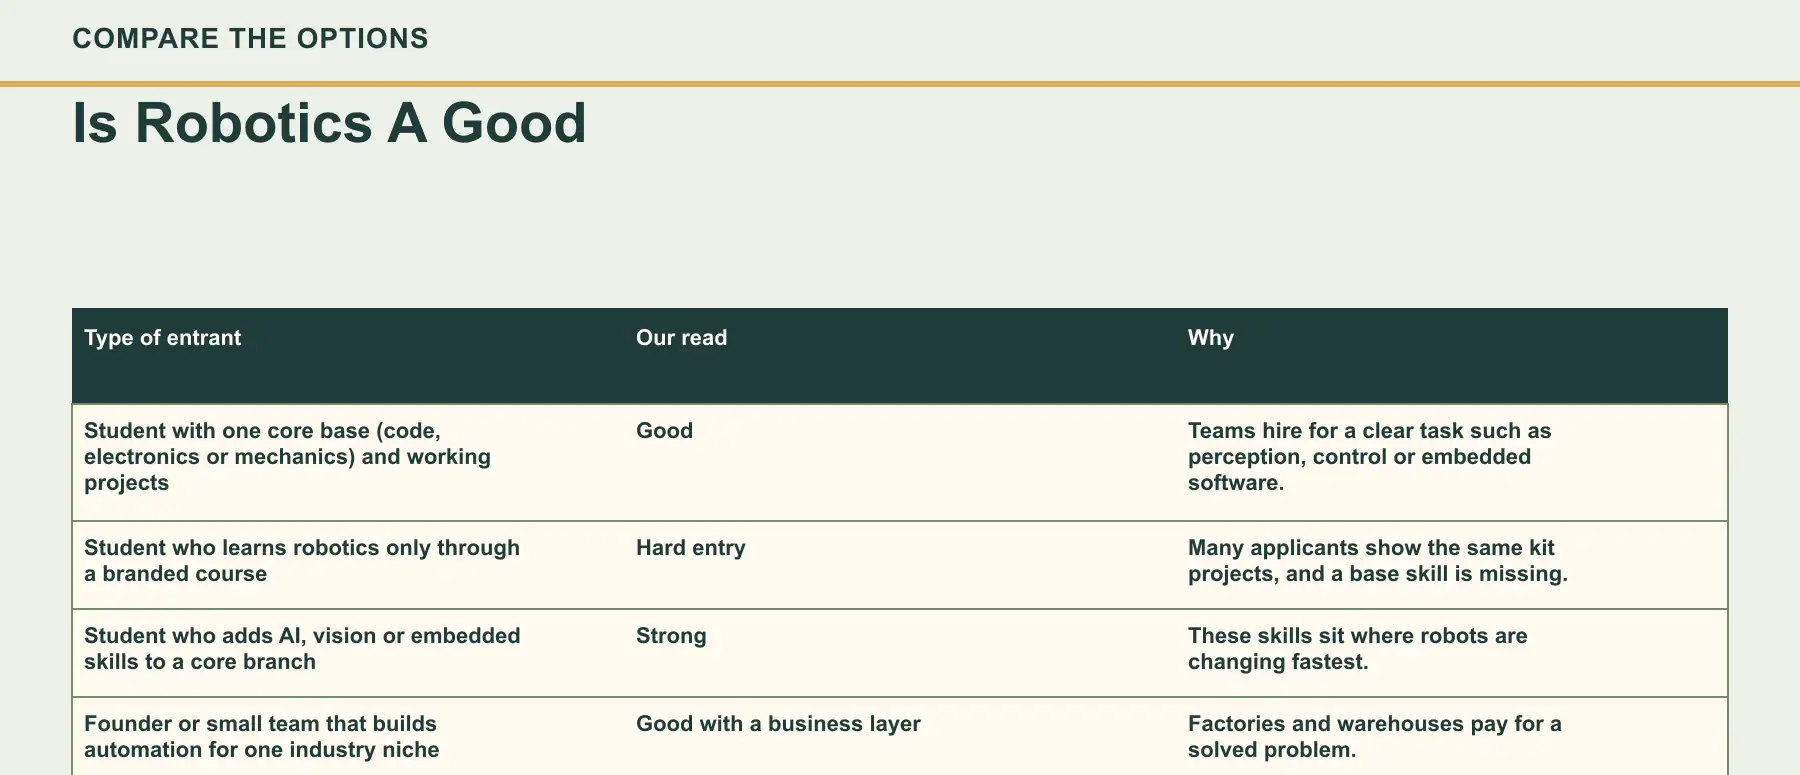 COMPARE THE OPTIONS
Is Robotics A Good
Type of entrant
Our read
Why
Student with one core base (code,
electronics or mechanics) and working
projects
Good
Teams hire for a clear task such as
perception, control or embedded
software.
Student who learns robotics only through
a branded course
Hard entry
Many applicants show the same kit
projects, and a base skill is missing.
Student who adds AI, vision or embedded
skills to a core branch
Strong
These skills sit where robots are
changing fastest.
Founder or small team that builds
automation for one industry niche
Good with a business layer
Factories and warehouses pay for a
solved problem.